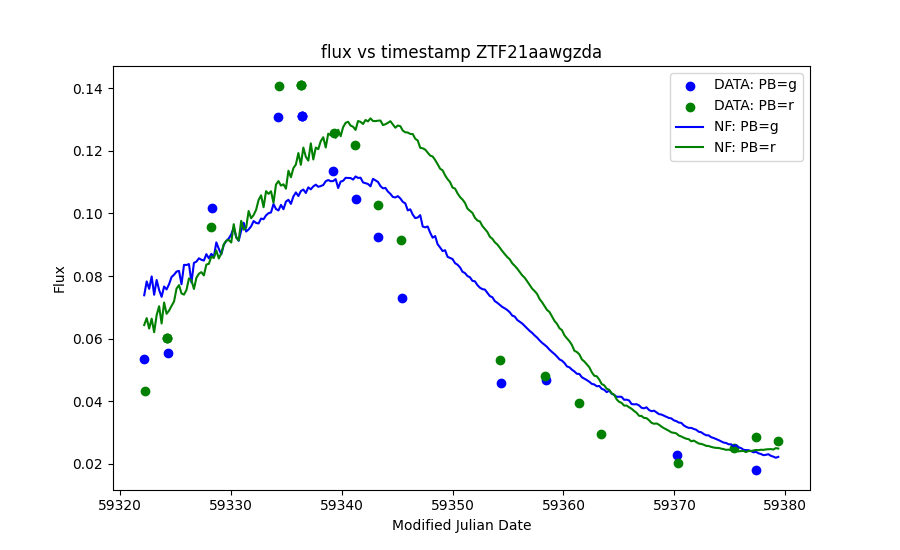 flux vs timestamp ZTF21aawgzda
DATA: PB=g
DATA: PB=r
NF: PB=g
NF: PB=r
0.14
0.12
0.10
0.08
0.06
0.04
0.02
Flux
59320 59330 59340 59350 59360 59370 59380
Modified Julian Date